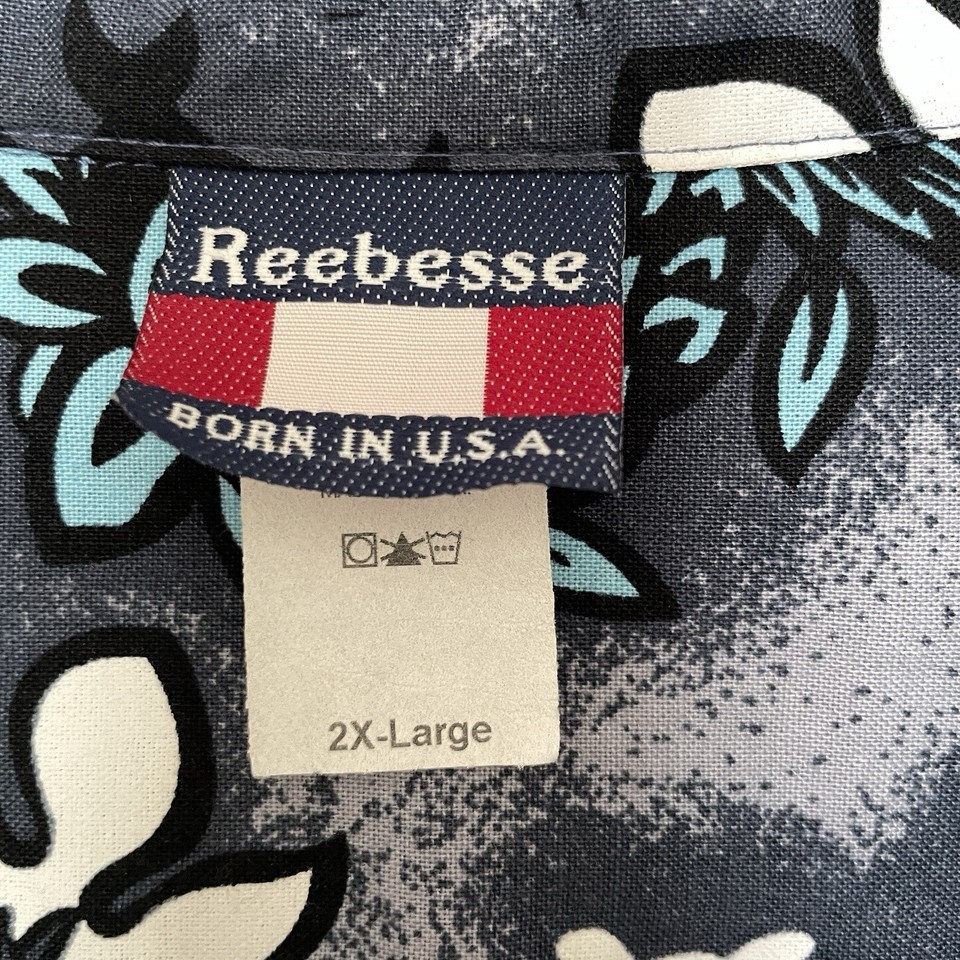 Reebesse
BORN IN U.S.A.
2X-Large